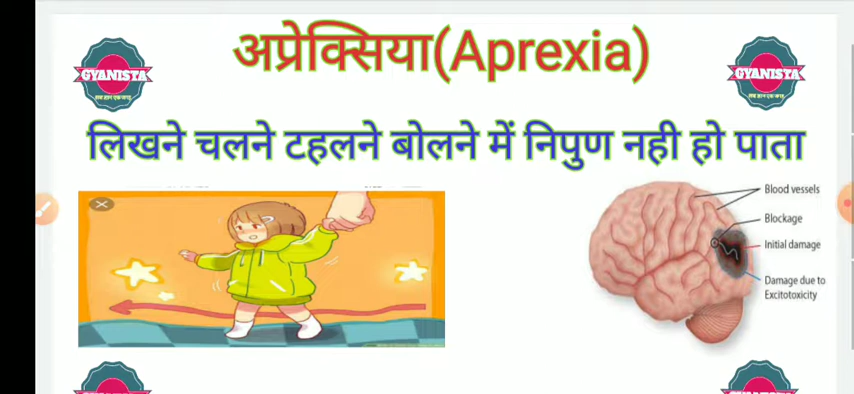 अप्रेक्सिया(Aprexia)
GYANISTA
GYANISTA
लिखने चलने टहलने बोलने में निपुण नही हो पाता
Blood vessels
Blockage
Initial damage
Damage due to
Excitotoxicity